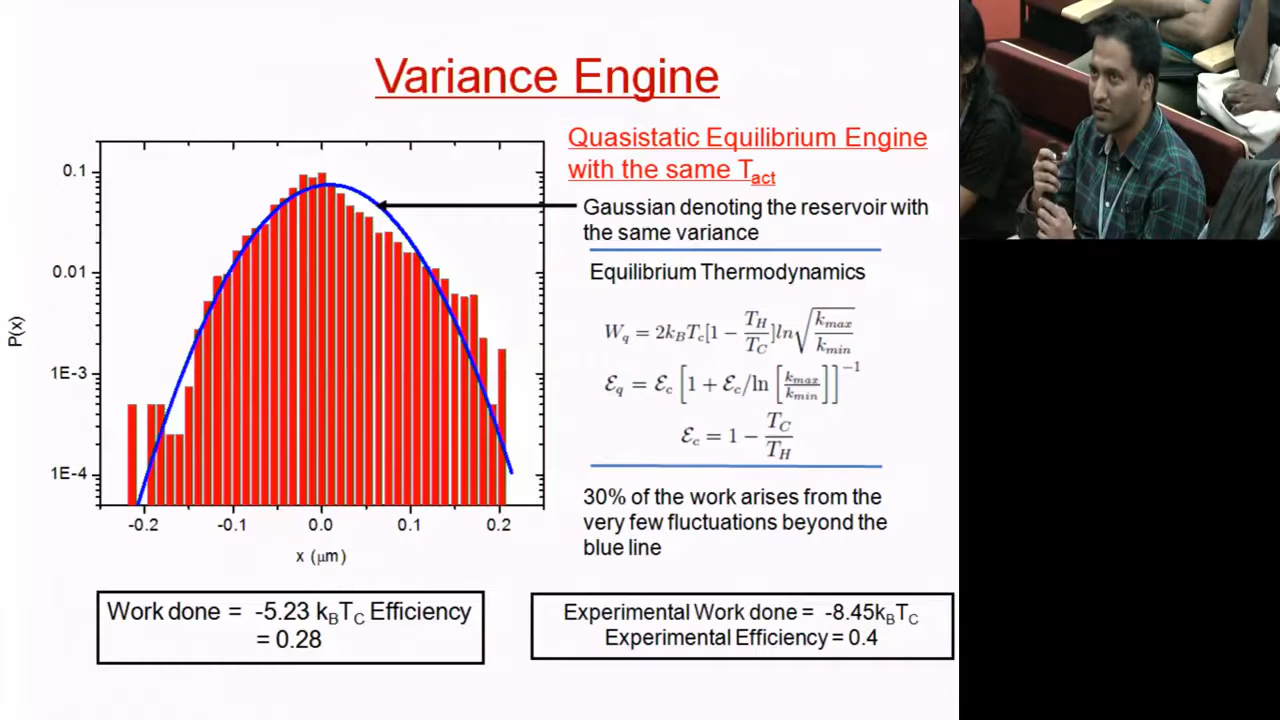 Variance Engine
Quasistatic Equilibrium Engine
with the same T_act
Gaussian denoting the reservoir with
the same variance
Equilibrium Thermodynamics
W_q = 2k_BT_c[1 − T_H/T_C]ln√(k_max/k_min)
ℰ_q = ℰ_c [1 + ℰ_c/ln [k_max/k_min]]^−1
ℰ_c = 1 − T_C/T_H
30% of the work arises from the
very few fluctuations beyond the
blue line
P(x)
0.1
0.01
1E-3
1E-4
-0.2 -0.1 0.0 0.1 0.2
x (μm)
Work done = -5.23 k_BT_C Efficiency
= 0.28
Experimental Work done = -8.45k_BT_C
Experimental Efficiency = 0.4